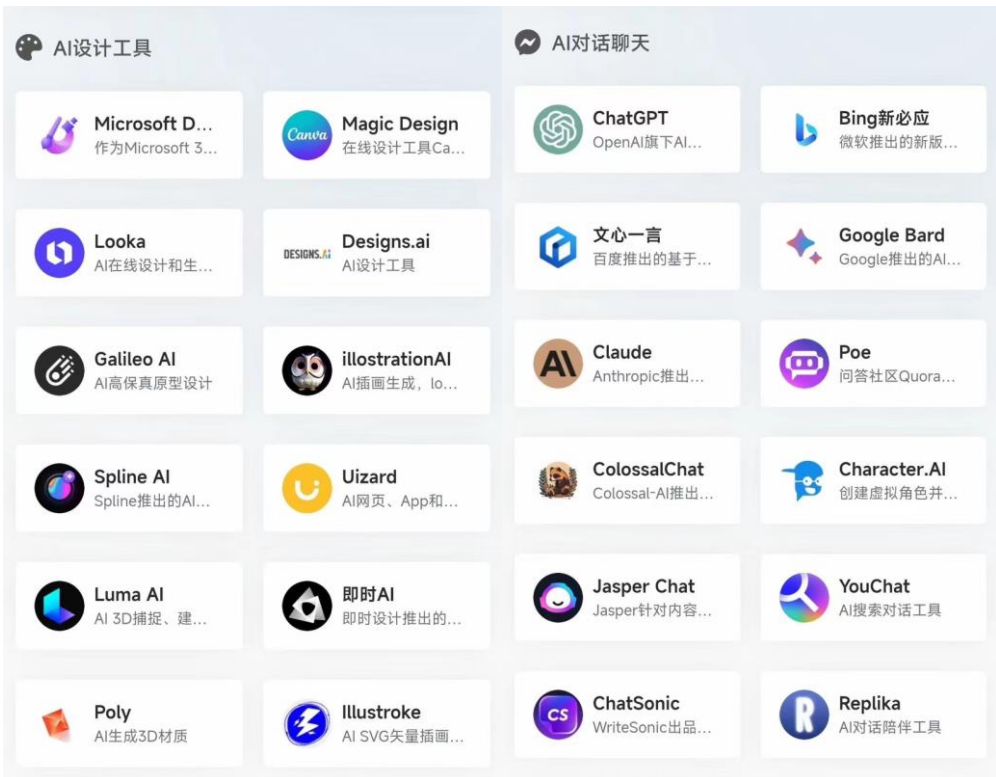 AI设计工具
Microsoft D...
作为Microsoft 3...
Canva
Magic Design
在线设计工具Ca...
Looka
AI在线设计和生...
DESIGNS.Ai
Designs.ai
AI设计工具
Galileo AI
AI高保真原型设计
illostrationAI
AI插画生成，lo...
Spline AI
Spline推出的AI...
Uizard
AI网页、App和...
Luma AI
AI 3D捕捉、建...
即时AI
即时设计推出的...
Poly
AI生成3D材质
Illustroke
AI SVG矢量插画...
AI对话聊天
ChatGPT
OpenAI旗下AI...
Bing新必应
微软推出的新版...
文心一言
百度推出的基于...
Google Bard
Google推出的AI...
AI
Claude
Anthropic推出...
Poe
问答社区Quora...
ColossalChat
Colossal-AI推出...
Character.AI
创建虚拟角色并...
Jasper Chat
Jasper针对内容...
YouChat
AI搜索对话工具
CS
ChatSonic
WriteSonic出品...
R
Replika
AI对话陪伴工具